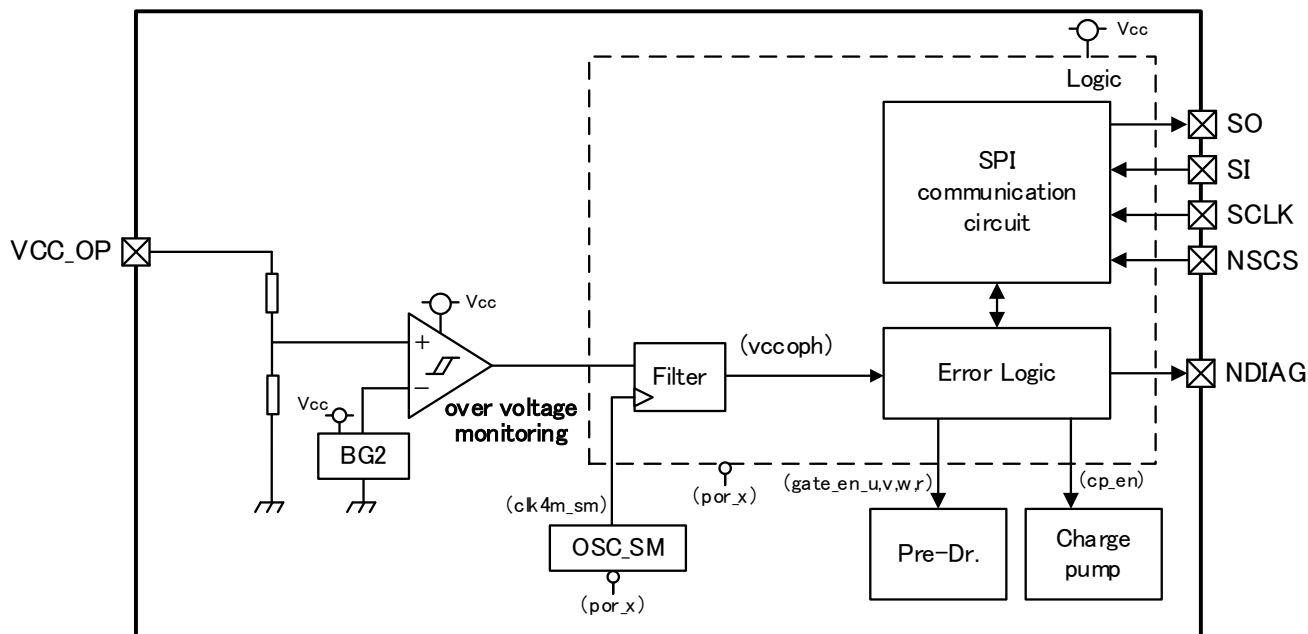 Vcc
Logic
SPI
communication
circuit
SO
SI
SCLK
NSCS
VCC_OP
Vcc
+
−
over voltage
monitoring
Vcc
BG2
Filter
(vccoph)
Error Logic
NDIAG
(clk4m_sm)
OSC_SM
(por_x)
(por_x)
(gate_en_u,v,w,r)
(cp_en)
Pre-Dr.
Charge
pump